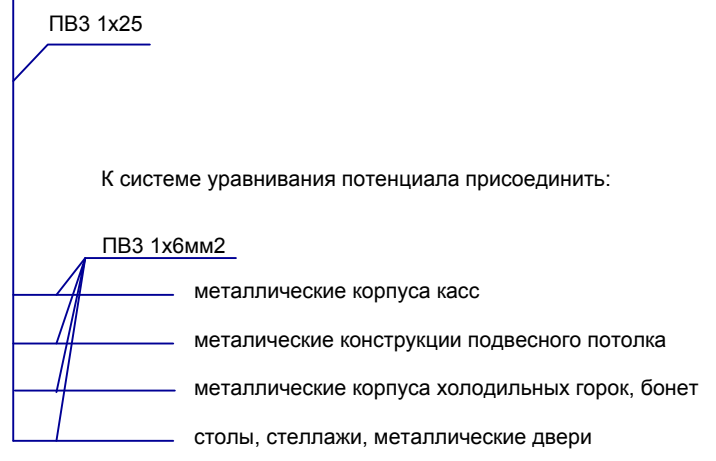 ПВ3 1х25
К системе уравнивания потенциала присоединить:
ПВ3 1х6мм2
металлические корпуса касс
металические конструкции подвесного потолка
металлические корпуса холодильных горок, бонет
столы, стеллажи, металлические двери